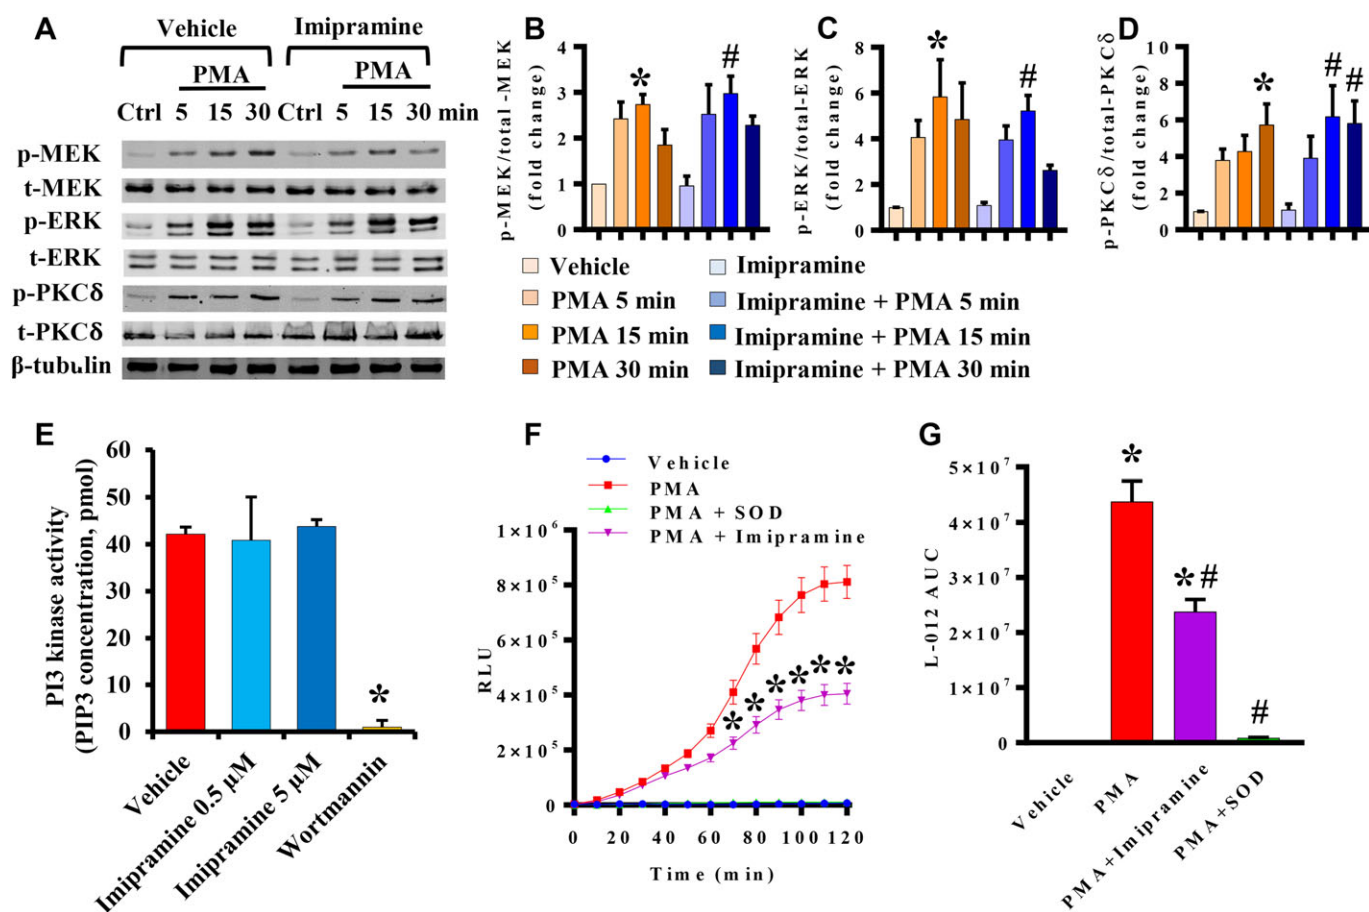 A
Vehicle
Imipramine
PMA
PMA
Ctrl 5 15 30 Ctrl 5 15 30 min
p-MEK
t-MEK
p-ERK
t-ERK
p-PKCδ
t-PKCδ
β-tubulin
B
p-MEK/total-MEK
(fold change)
4
3
2
1
0
*
#
C
p-ERK/total-ERK
(fold change)
8
6
4
2
0
*
#
D
p-PKCδ/total-PKCδ
(fold change)
10
8
6
4
2
0
*
#
#
Vehicle
PMA 5 min
PMA 15 min
PMA 30 min
Imipramine
Imipramine + PMA 5 min
Imipramine + PMA 15 min
Imipramine + PMA 30 min
E
PI3 kinase activity
(PIP3 concentration, pmol)
60
50
40
30
20
10
0
*
Vehicle
Imipramine 0.5 µM
Imipramine 5 µM
Wortmannin
F
Vehicle
PMA
PMA + SOD
PMA + Imipramine
RLU
1×10⁶
8×10⁵
6×10⁵
4×10⁵
2×10⁵
0
* * * * * *
0 20 40 60 80 100 120
Time (min)
G
L-012 AUC
5×10⁷
4×10⁷
3×10⁷
2×10⁷
1×10⁷
0
*
*#
#
Vehicle
PMA
PMA+Imipramine
PMA+SOD